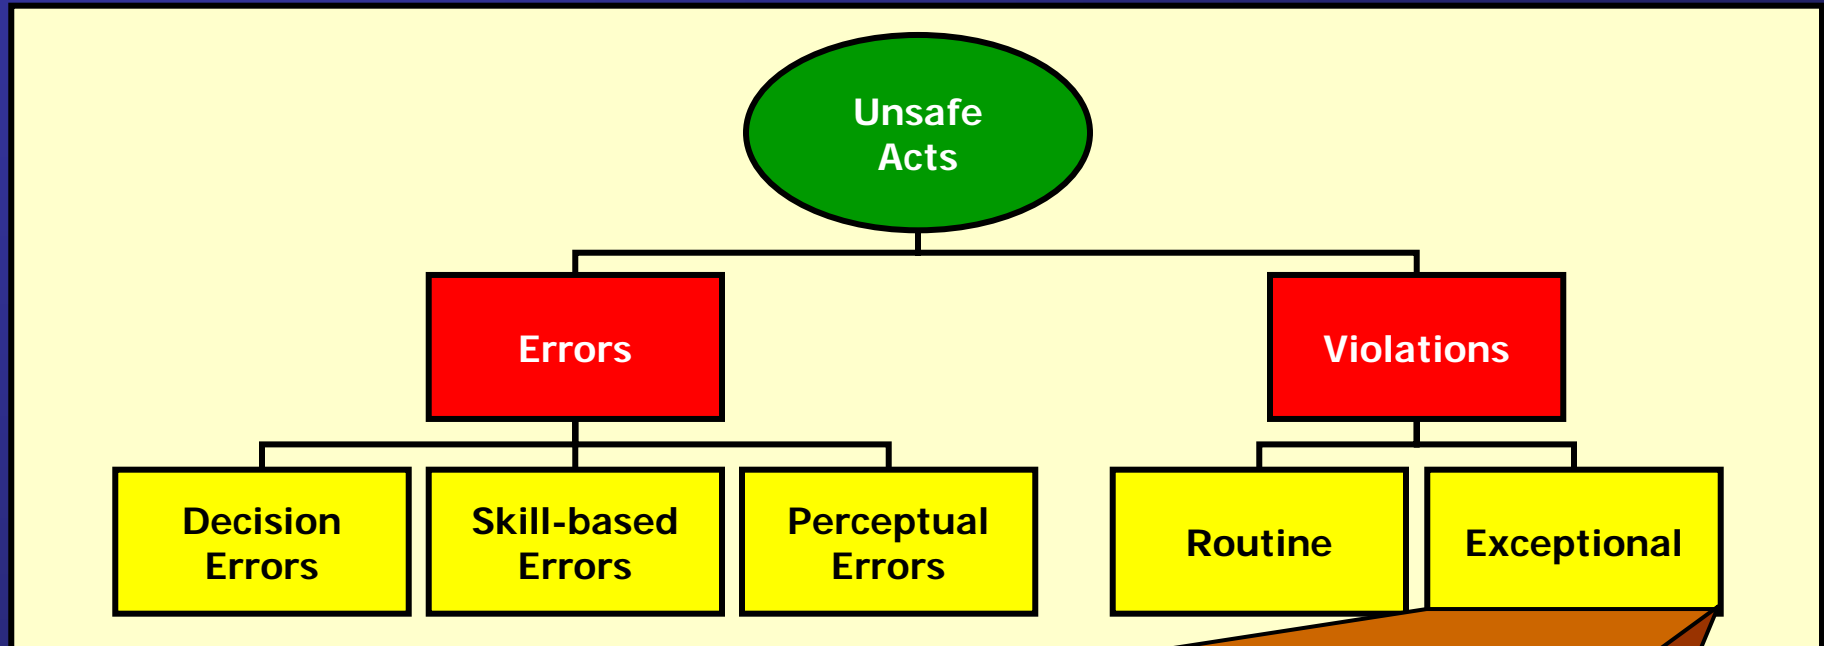 Unsafe
Acts
Errors
Violations
Decision
Errors
Skill-based
Errors
Perceptual
Errors
Routine
Exceptional